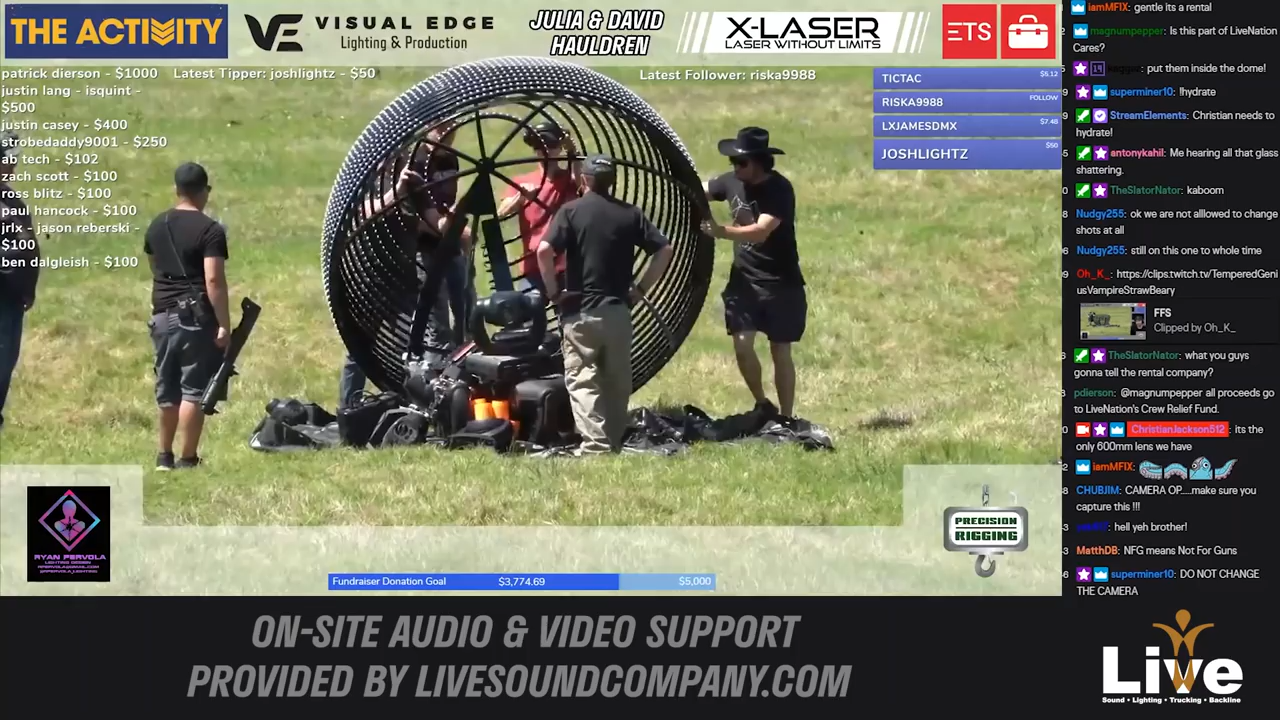 THE ACTIVITY
VISUAL EDGE
Lighting & Production
JULIA & DAVID
HAULDREN
X-LASER
LASER WITHOUT LIMITS
ETS
patrick dierson - $1000
Latest Tipper: joshlightz - $50
Latest Follower: riska9988
justin lang - isquint -
$500
justin casey - $400
strobedaddy9001 - $250
ab tech - $102
zach scott - $100
ross blitz - $100
paul hancock - $100
jrlx - jason reberski -
$100
ben dalgleish - $100
TICTAC
$5.12
RISKA9988
FOLLOW
LXJAMESDMX
$7.48
JOSHLIGHTZ
$50
iamMFIX: gentle its a rental
magnumpepper: Is this part of LiveNation
Cares?
put them inside the dome!
superminer10: !hydrate
StreamElements: Christian needs to
hydrate!
antonykahil: Me hearing all that glass
shattering.
TheSlatorNator: kaboom
Nudgy255: ok we are not alllowed to change
shots at all
Nudgy255: still on this one to whole time
Oh_K_: https://clips.twitch.tv/TemperedGeni
usVampireStrawBeary
FFS
Clipped by Oh_K_
TheSlatorNator: what you guys
gonna tell the rental company?
pdierson: @magnumpepper all proceeds go
to LiveNation's Crew Relief Fund.
ChristianJackson512: its the
only 600mm lens we have
iamMFIX:
CHUBJIM: CAMERA OP.....make sure you
capture this !!!
hell yeh brother!
MatthDB: NFG means Not For Guns
superminer10: DO NOT CHANGE
THE CAMERA
RYAN PERVOLA
LIGHTING DESIGN
PRECISION
RIGGING
Fundraiser Donation Goal
$3,774.69
$5,000
ON-SITE AUDIO & VIDEO SUPPORT
PROVIDED BY LIVESOUNDCOMPANY.COM
Live
Sound • Lighting • Trucking • Backline